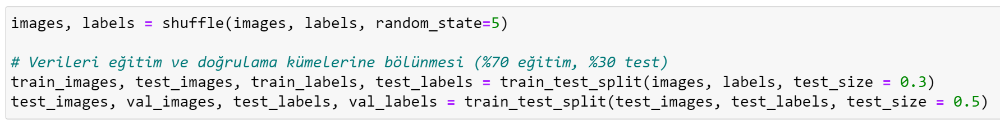 images, labels = shuffle(images, labels, random_state=5)
# Verileri eğitim ve doğrulama kümelerine bölünmesi (%70 eğitim, %30 test)
train_images, test_images, train_labels, test_labels = train_test_split(images, labels, test_size = 0.3)
test_images, val_images, test_labels, val_labels = train_test_split(test_images, test_labels, test_size = 0.5)